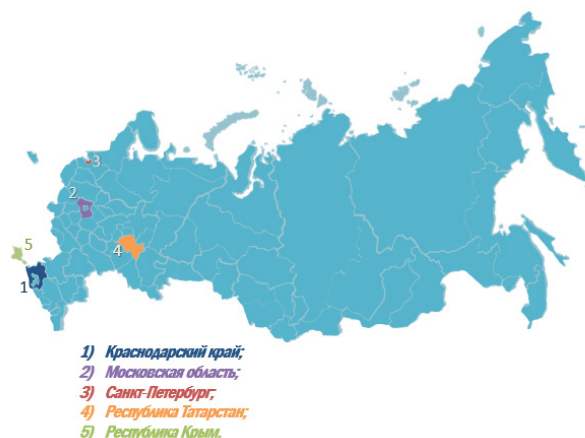 3
2
5
4
1
1) Краснодарский край;
2) Московская область;
3) Санкт-Петербург;
4) Республика Татарстан;
5) Республика Крым.